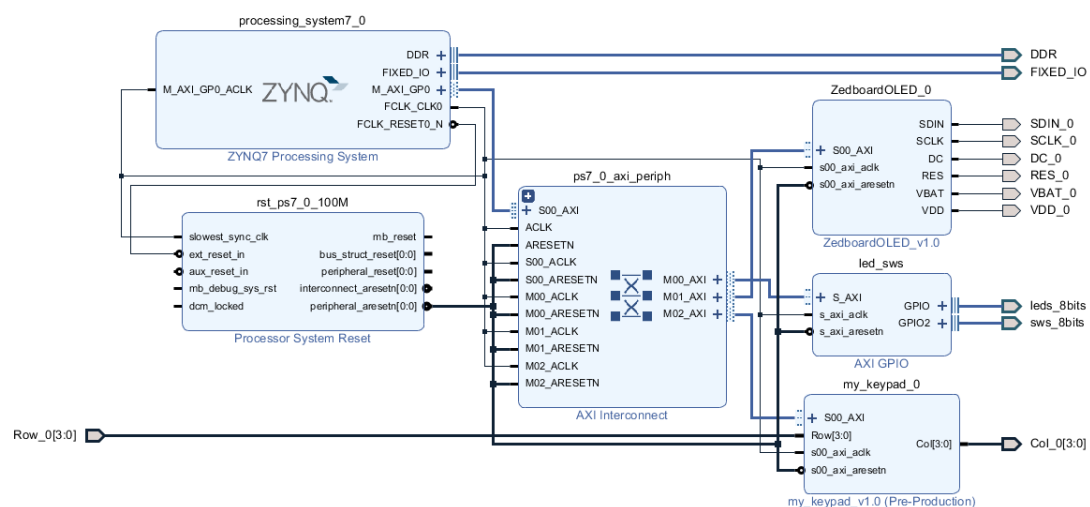 processing_system7_0
M_AXI_GP0_ACLK
ZYNQ
DDR
FIXED_IO
M_AXI_GP0
FCLK_CLK0
FCLK_RESET0_N
ZYNQ7 Processing System
DDR
FIXED_IO
rst_ps7_0_100M
slowest_sync_clk
ext_reset_in
aux_reset_in
mb_debug_sys_rst
dcm_locked
mb_reset
bus_struct_reset[0:0]
peripheral_reset[0:0]
interconnect_aresetn[0:0]
peripheral_aresetn[0:0]
Processor System Reset
ps7_0_axi_periph
S00_AXI
ACLK
ARESETN
S00_ACLK
S00_ARESETN
M00_ACLK
M00_ARESETN
M01_ACLK
M01_ARESETN
M02_ACLK
M02_ARESETN
M00_AXI
M01_AXI
M02_AXI
AXI Interconnect
ZedboardOLED_0
S00_AXI
s00_axi_aclk
s00_axi_aresetn
SDIN
SCLK
DC
RES
VBAT
VDD
ZedboardOLED_v1.0
SDIN_0
SCLK_0
DC_0
RES_0
VBAT_0
VDD_0
led_sws
S_AXI
s_axi_aclk
s_axi_aresetn
GPIO
GPIO2
AXI GPIO
leds_8bits
sws_8bits
my_keypad_0
S00_AXI
Row[3:0]
s00_axi_aclk
s00_axi_aresetn
Col[3:0]
my_keypad_v1.0 (Pre-Production)
Row_0[3:0]
Col_0[3:0]